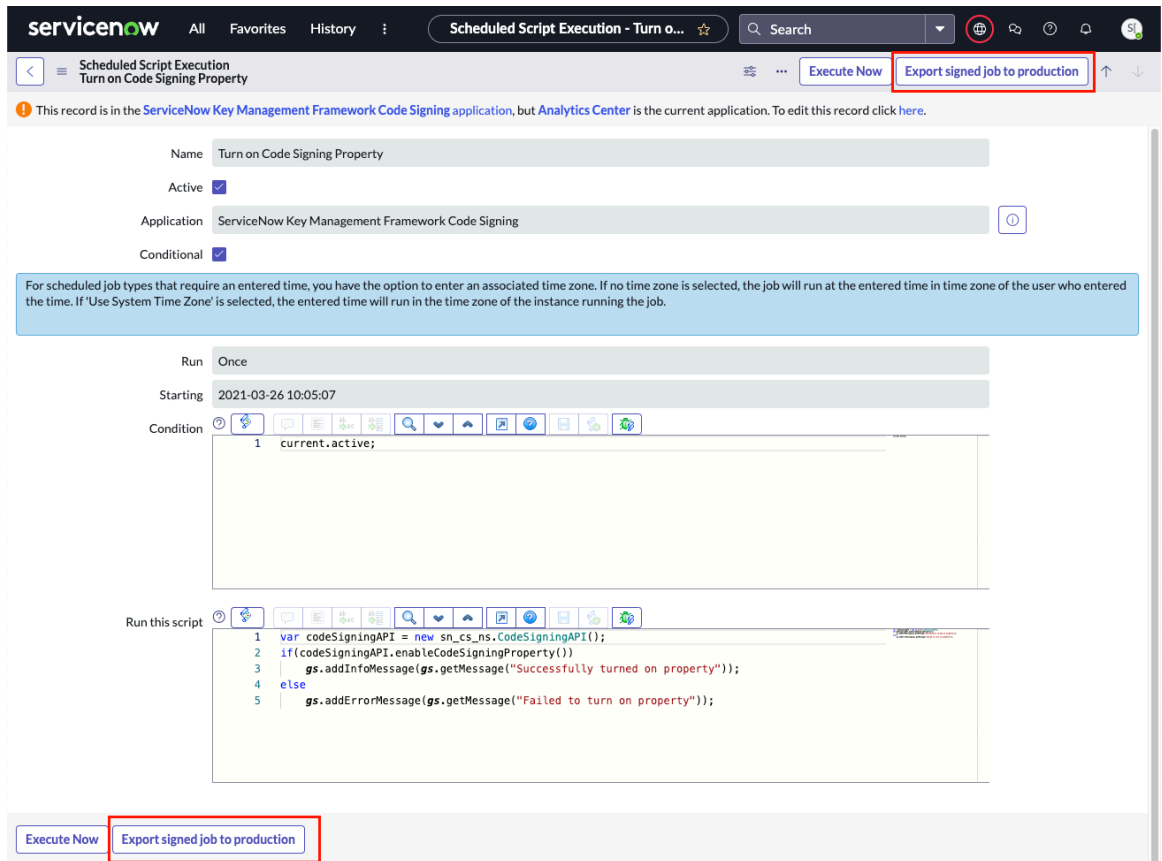 servicenow All Favorites History Scheduled Script Execution - Turn o... Search
Scheduled Script Execution
Turn on Code Signing Property
Execute Now Export signed job to production
This record is in the ServiceNow Key Management Framework Code Signing application, but Analytics Center is the current application. To edit this record click here.
Name Turn on Code Signing Property
Active
Application ServiceNow Key Management Framework Code Signing
Conditional
For scheduled job types that require an entered time, you have the option to enter an associated time zone. If no time zone is selected, the job will run at the entered time in time zone of the user who entered
the time. If 'Use System Time Zone' is selected, the entered time will run in the time zone of the instance running the job.
Run Once
Starting 2021-03-26 10:05:07
Condition
1 current.active;
Run this script
1 var codeSigningAPI = new sn_cs_ns.CodeSigningAPI();
2 if(codeSigningAPI.enableCodeSigningProperty())
3 gs.addInfoMessage(gs.getMessage("Successfully turned on property"));
4 else
5 gs.addErrorMessage(gs.getMessage("Failed to turn on property"));
Execute Now Export signed job to production